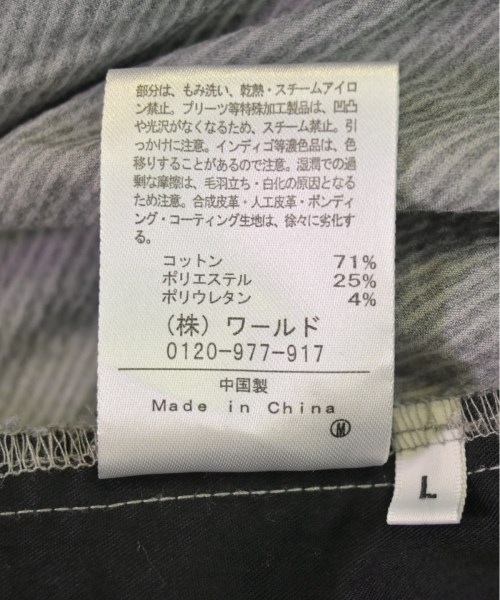 部分は、もみ洗い、乾熱・スチームアイロ
ン禁止。プリーツ等特殊加工製品は、凹凸
や光沢がなくなるため、スチーム禁止。引
っかけに注意。インディゴ等濃色品は、色
移りすることがあるので注意。湿潤での過
剰な摩擦は、毛羽立ち・白化の原因となる
ため注意。合成皮革・人工皮革・ボンディ
ング・コーティング生地は、徐々に劣化す
る。
コットン 71%
ポリエステル 25%
ポリウレタン 4%
(株)ワールド
0120-977-917
中国製
Made in China
Ⓜ
L